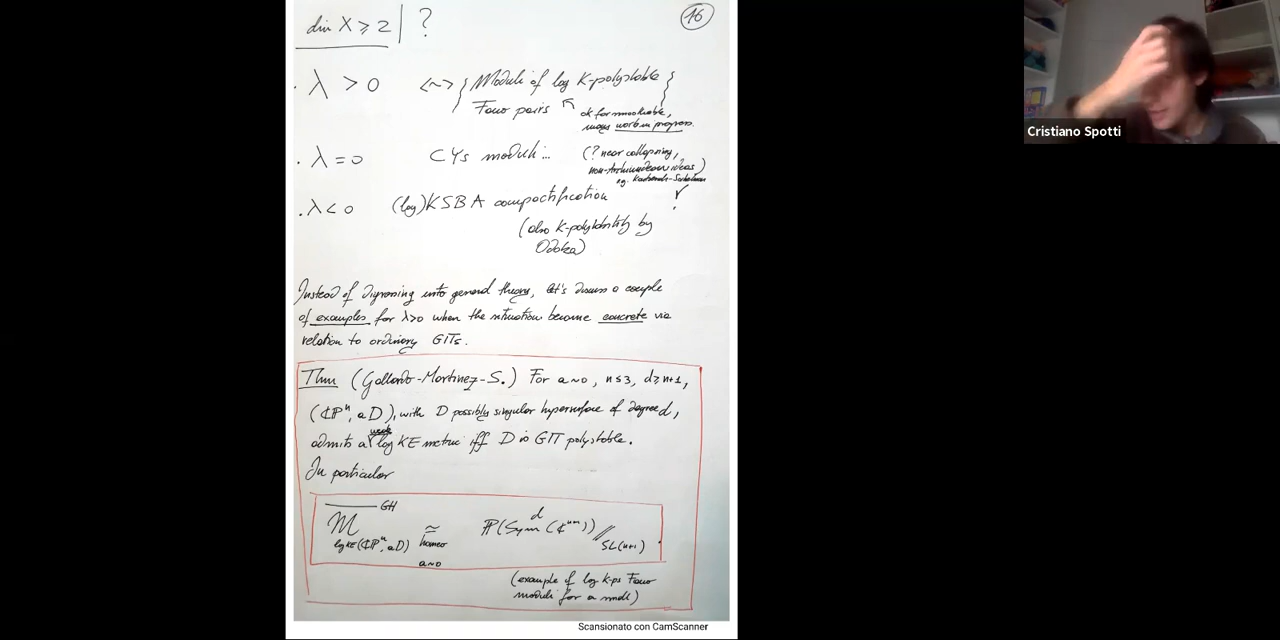 dim X ≥ 2 | ?
16
· λ > 0 <~> { Moduli of log K-polystable
Fano pairs }
ok for smoothable,
work in progress
· λ = 0 CYs moduli... (? near collapsing,
non-Archimedean ideas)
e.g. Kontsevich-Soibelman
· λ < 0 (log) KSBA compactification
(also K-polystability by
Odaka)
Instead of digressing into general theory, let's discuss a couple
of examples for λ>0 when the situation become concrete via
relation to ordinary GITs.
Thm (Gallardo-Martinez-S.) For a~0, n≤3, d≥n+1,
(ℂℙⁿ, aD), with D possibly singular hypersurface of degree d,
admits a weak log KE metric iff D is GIT polystable.
In particular
M̅^GH log KE (ℂℙⁿ, aD) ≃ homeo a~0 ℙ(Sym^d(ℂ^{n+1})) // SL(n+1) .
(example of log K-ps Fano
moduli for a small)
Scansionato con CamScanner
Cristiano Spotti